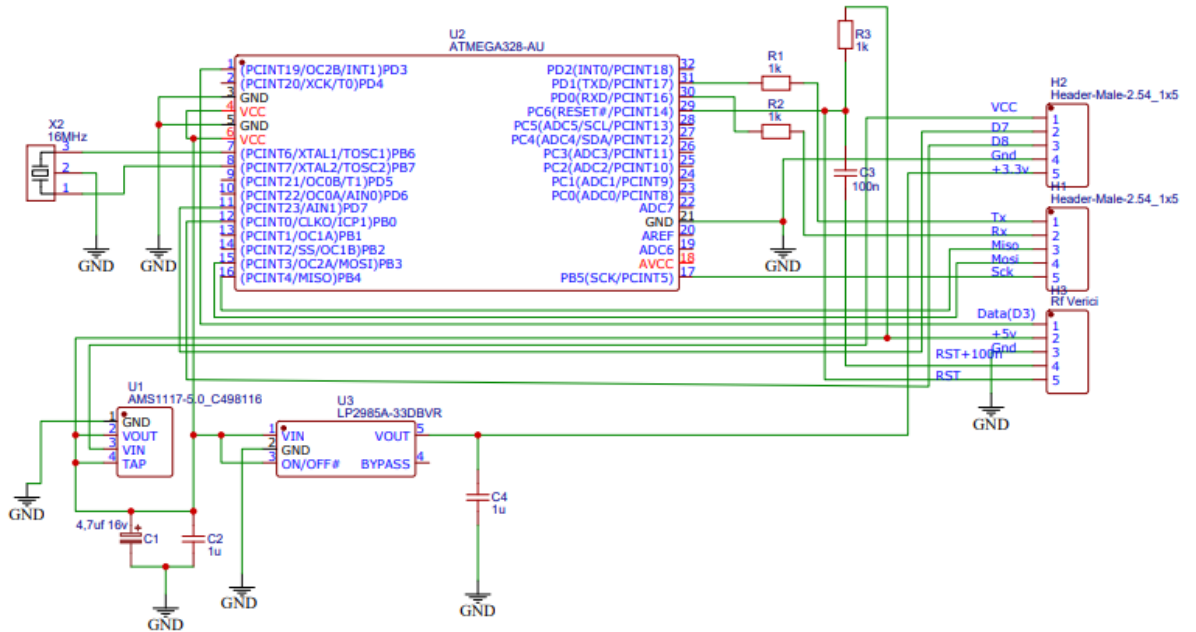 U2
ATMEGA328-AU
1 (PCINT19/OC2B/INT1)PD3
2 (PCINT20/XCK/T0)PD4
3 GND
4 VCC
5 GND
6 VCC
7 (PCINT6/XTAL1/TOSC1)PB6
8 (PCINT7/XTAL2/TOSC2)PB7
9 (PCINT21/OC0B/T1)PD5
10 (PCINT22/OC0A/AIN0)PD6
11 (PCINT23/AIN1)PD7
12 (PCINT0/CLKO/ICP1)PB0
13 (PCINT1/OC1A)PB1
14 (PCINT2/SS/OC1B)PB2
15 (PCINT3/OC2A/MOSI)PB3
16 (PCINT4/MISO)PB4
PD2(INT0/PCINT18) 32
PD1(TXD/PCINT17) 31
PD0(RXD/PCINT16) 30
PC6(RESET#/PCINT14) 29
PC5(ADC5/SCL/PCINT13) 28
PC4(ADC4/SDA/PCINT12) 27
PC3(ADC3/PCINT11) 26
PC2(ADC2/PCINT10) 25
PC1(ADC1/PCINT9) 24
PC0(ADC0/PCINT8) 23
ADC7 22
GND 21
AREF 20
ADC6 19
AVCC 18
PB5(SCK/PCINT5) 17
X2
16MHz
3
2
1
GND
GND
R1
1k
R2
1k
R3
1k
C3
100n
GND
H2
Header-Male-2.54_1x5
VCC 1
D7 2
D8 3
Gnd 4
+3.3v 5
H1
Header-Male-2.54_1x5
Tx 1
Rx 2
Miso 3
Mosi 4
Sck 5
H3
Rf Verici
Data(D3) 1
+5v 2
Gnd 3
RST+100n 4
RST 5
GND
U1
AMS1117-5.0_C498116
1 GND
2 VOUT
3 VIN
4 TAP
GND
U3
LP2985A-33DBVR
1 VIN
2 GND
3 ON/OFF#
VOUT 5
BYPASS 4
4,7uf 16v
+
C1
C2
1u
GND
GND
C4
1u
GND